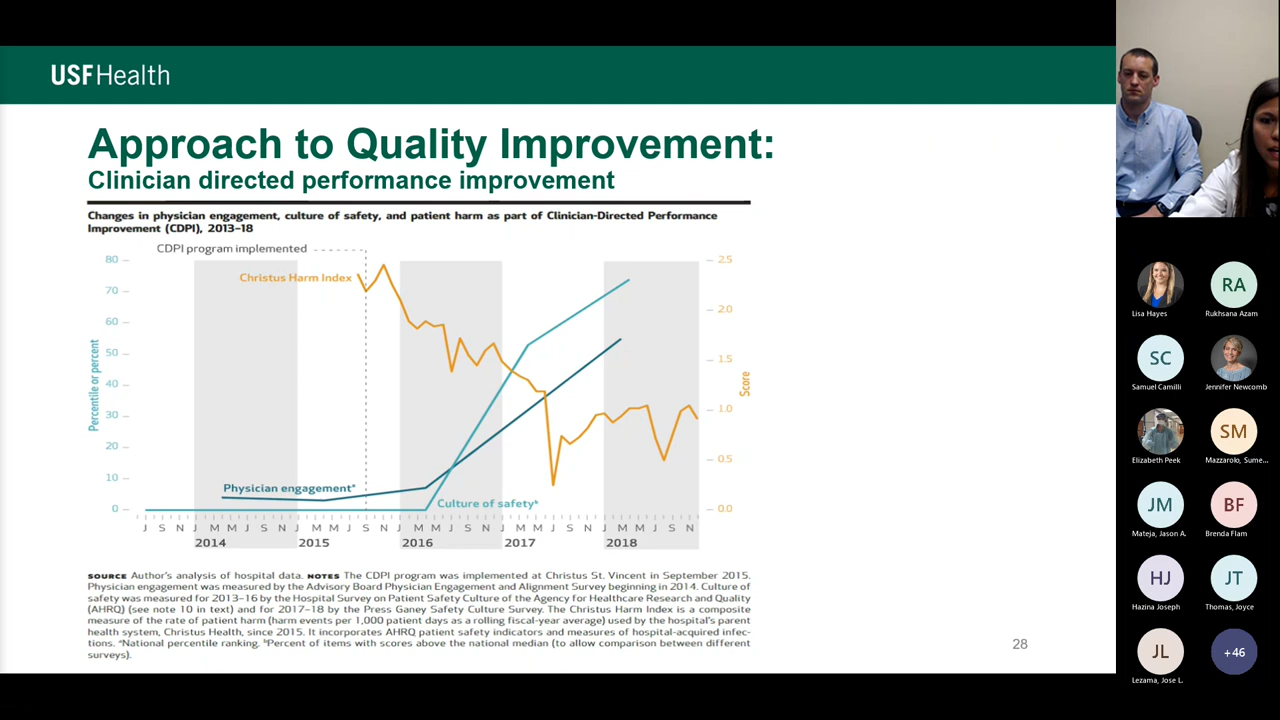 USF Health
Approach to Quality Improvement:
Clinician directed performance improvement
Changes in physician engagement, culture of safety, and patient harm as part of Clinician-Directed Performance
Improvement (CDPI), 2013–18
CDPI program implemented
80
70
60
50
40
30
20
10
0
Percentile or percent
Christus Harm Index
Physician engagementᵃ
Culture of safetyᵇ
2.5
2.0
1.5
1.0
0.5
0.0
Score
J S N J M M J S N J M M J S N J M M J S N J M M J S N J M M J S N
2014 2015 2016 2017 2018
SOURCE Author's analysis of hospital data. NOTES The CDPI program was implemented at Christus St. Vincent in September 2015.
Physician engagement was measured by the Advisory Board Physician Engagement and Alignment Survey beginning in 2014. Culture of
safety was measured for 2013–16 by the Hospital Survey on Patient Safety Culture of the Agency for Healthcare Research and Quality
(AHRQ) (see note 10 in text) and for 2017–18 by the Press Ganey Safety Culture Survey. The Christus Harm Index is a composite
measure of the rate of patient harm (harm events per 1,000 patient days as a rolling fiscal-year average) used by the hospital's parent
health system, Christus Health, since 2015. It incorporates AHRQ patient safety indicators and measures of hospital-acquired infec-
tions. ᵃNational percentile ranking. ᵇPercent of items with scores above the national median (to allow comparison between different
surveys).
28
RA
Lisa Hayes
Rukhsana Azam
SC
Samuel Camilli
Jennifer Newcomb
SM
Elizabeth Peek
Mazzarolo, Sume...
JM
BF
Mateja, Jason A.
Brenda Flam
HJ
JT
Hazina Joseph
Thomas, Joyce
JL
+46
Lezama, Jose L.